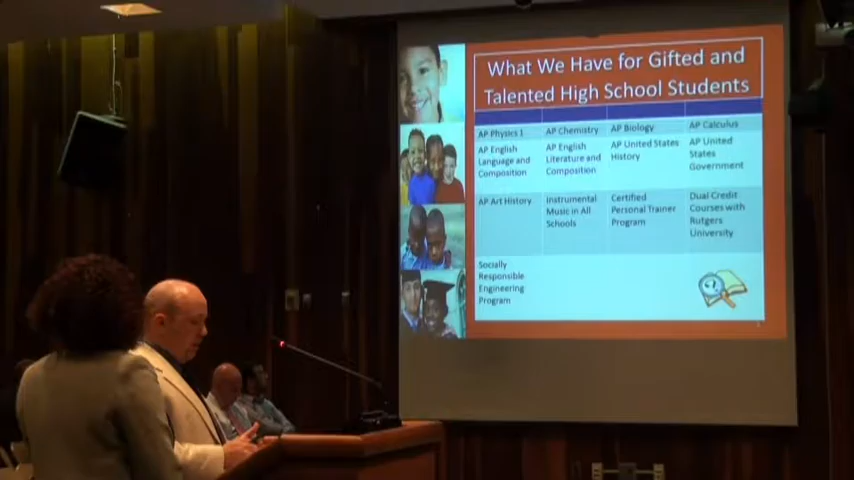 What We Have for Gifted and
Talented High School Students
AP Physics 1
AP Chemistry
AP Biology
AP Calculus
AP English
Language and
Composition
AP English
Literature and
Composition
AP United States
History
AP United
States
Government
AP Art History
Instrumental
Music in All
Schools
Certified
Personal Trainer
Program
Dual Credit
Courses with
Rutgers
University
Socially
Responsible
Engineering
Program